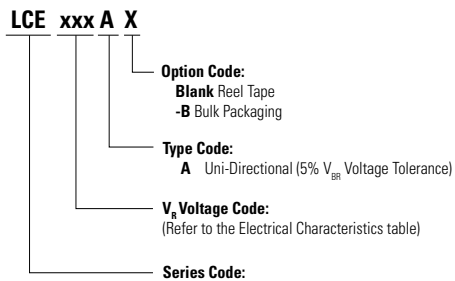 LCE xxx A X
Option Code:
Blank Reel Tape
-B Bulk Packaging
Type Code:
A Uni-Directional (5% VBR Voltage Tolerance)
VR Voltage Code:
(Refer to the Electrical Characteristics table)
Series Code: